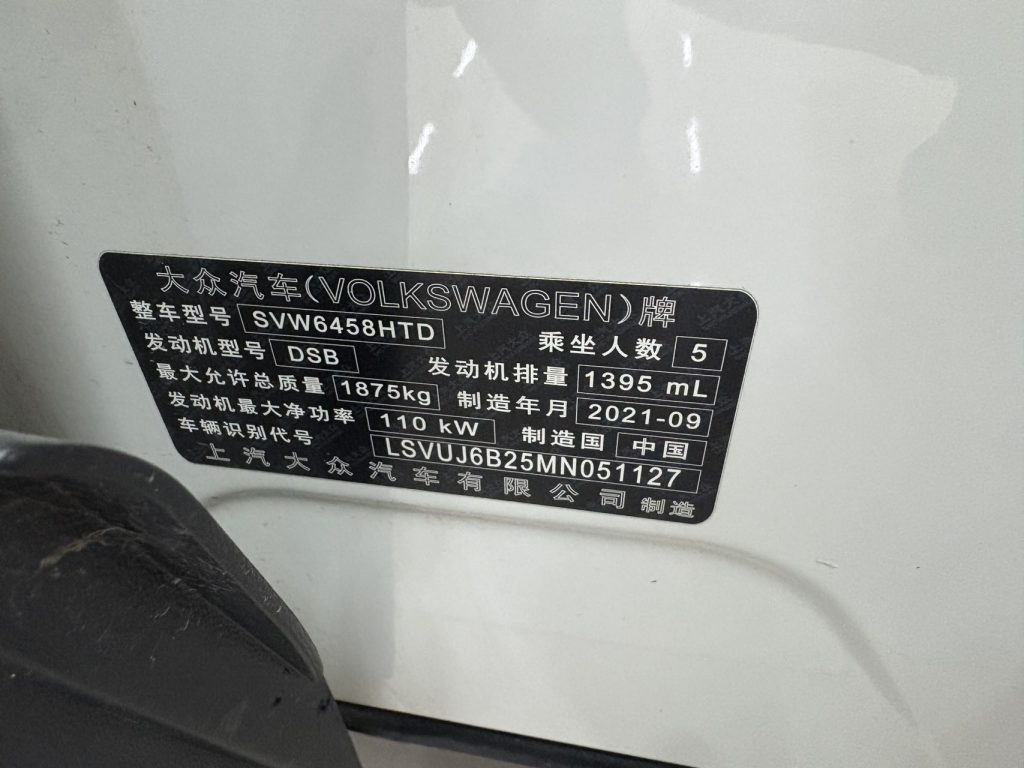 大众汽车(VOLKSWAGEN)牌
整车型号 SVW6458HTD 乘坐人数 5
发动机型号 DSB 发动机排量 1395 mL
最大允许总质量 1875kg 制造年月 2021-09
发动机最大净功率 110 kW 制造国 中国
车辆识别代号 LSVUJ6B25MN051127
上汽大众汽车有限公司 制造